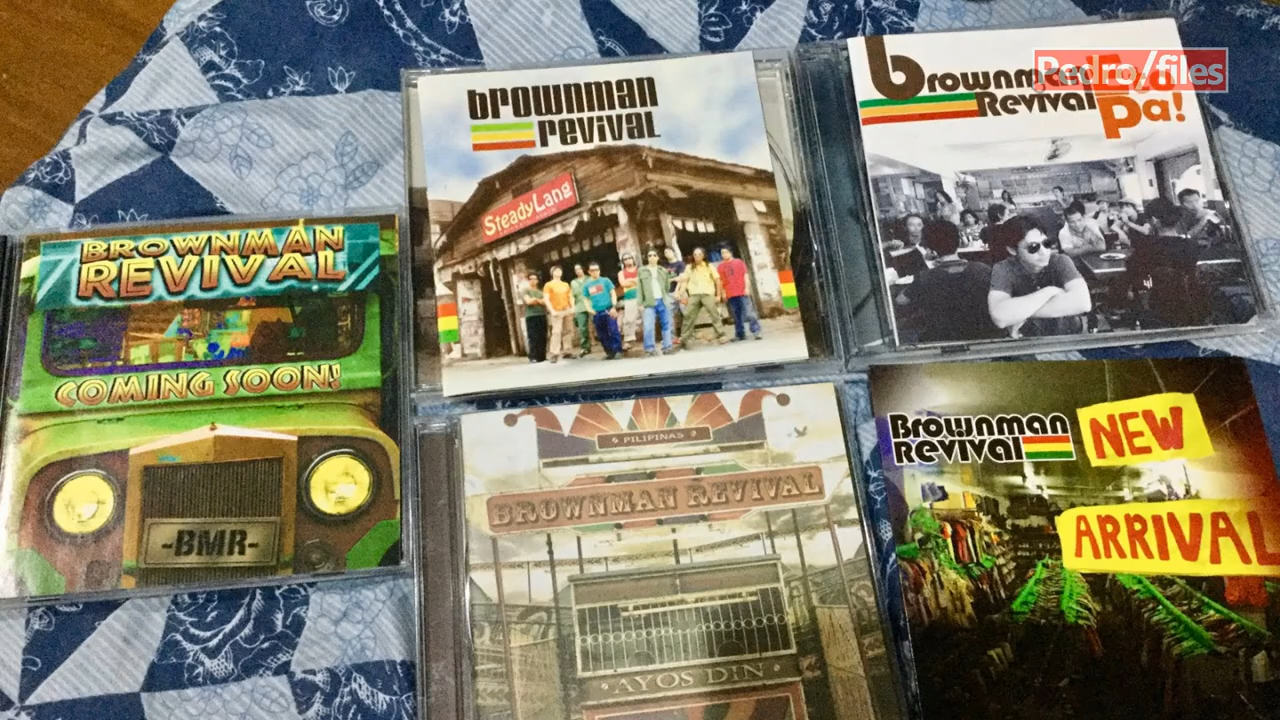 Pedro/files
brownman
revival
SteadyLang
Brownman
Revival
Pa!
BROWNMAN
REVIVAL
COMING SOON!
-BMR-
PILIPINAS
BROWNMAN REVIVAL
AYOS DIN
Brownman
Revival
NEW
ARRIVAL